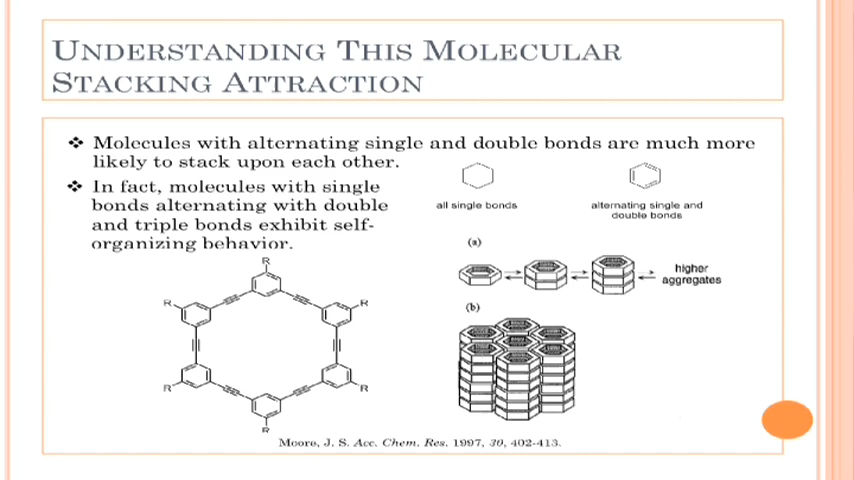 UNDERSTANDING THIS MOLECULAR
STACKING ATTRACTION
❖ Molecules with alternating single and double bonds are much more
likely to stack upon each other.
❖ In fact, molecules with single
bonds alternating with double
and triple bonds exhibit self-
organizing behavior.
all single bonds
alternating single and
double bonds
(a)
higher
aggregates
(b)
R
R
R
R
R
R
Moore, J. S. Acc. Chem. Res. 1997, 30, 402-413.